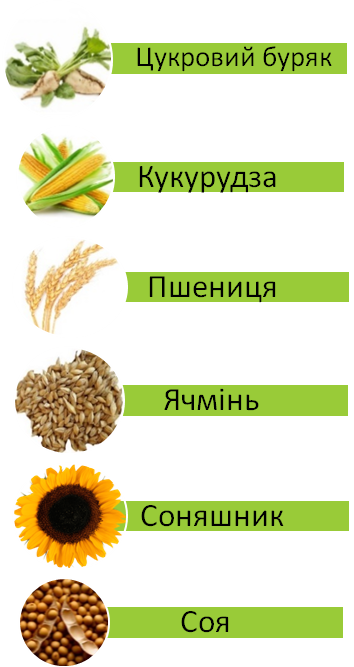 Цукровий буряк
Кукурудза
Пшениця
Ячмінь
Соняшник
Соя